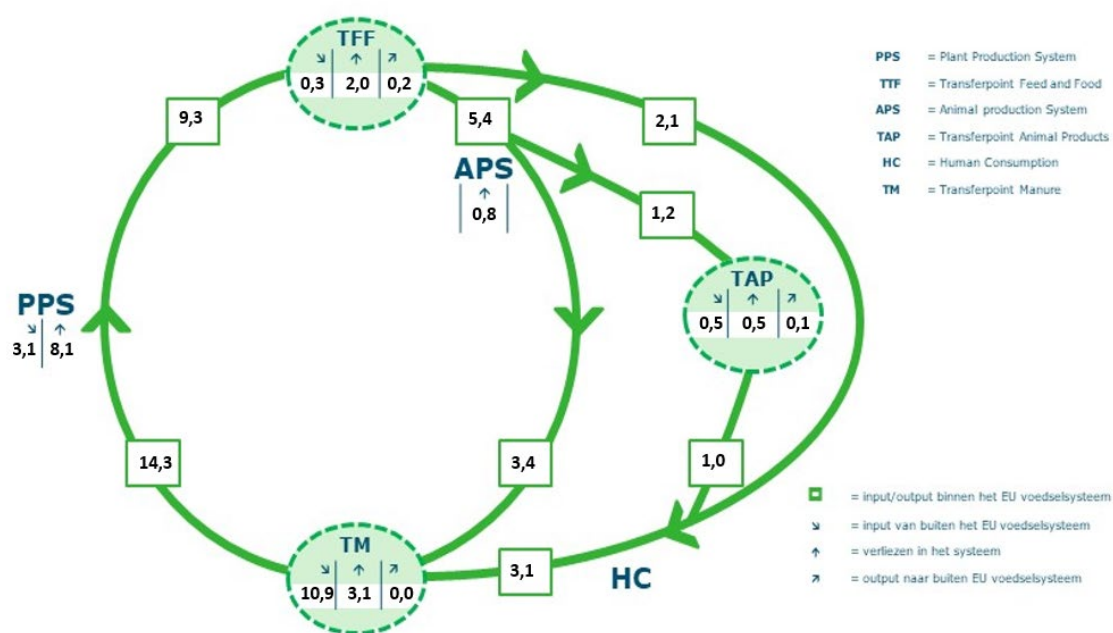 TFF
↘ ↑ ↗
0,3 2,0 0,2
9,3
5,4
2,1
APS
↑
0,8
1,2
TAP
↘ ↑ ↗
0,5 0,5 0,1
PPS
↘ ↑
3,1 8,1
14,3
3,4
1,0
TM
↘ ↑ ↗
10,9 3,1 0,0
3,1
HC
PPS = Plant Production System
TTF = Transferpoint Feed and Food
APS = Animal production System
TAP = Transferpoint Animal Products
HC = Human Consumption
TM = Transferpoint Manure
= input/output binnen het EU voedselsysteem
↘ = input van buiten het EU voedselsysteem
↑ = verliezen in het systeem
↗ = output naar buiten EU voedselsysteem